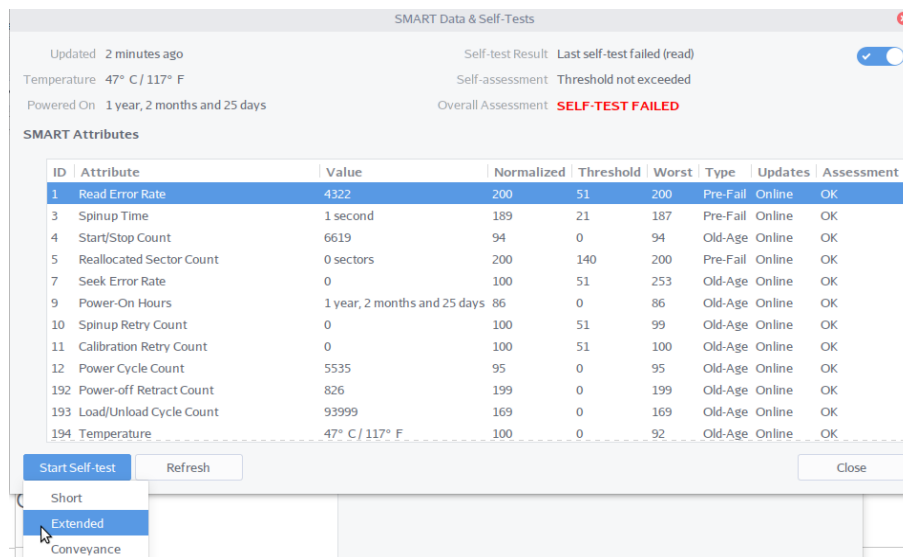 SMART Data & Self-Tests
Updated 2 minutes ago Self-test Result Last self-test failed (read)
Temperature 47° C / 117° F Self-assessment Threshold not exceeded
Powered On 1 year, 2 months and 25 days Overall Assessment SELF-TEST FAILED
SMART Attributes
ID Attribute Value Normalized Threshold Worst Type Updates Assessment
1 Read Error Rate 4322 200 51 200 Pre-Fail Online OK
3 Spinup Time 1 second 189 21 187 Pre-Fail Online OK
4 Start/Stop Count 6619 94 0 94 Old-Age Online OK
5 Reallocated Sector Count 0 sectors 200 140 200 Pre-Fail Online OK
7 Seek Error Rate 0 100 51 253 Old-Age Online OK
9 Power-On Hours 1 year, 2 months and 25 days 86 0 86 Old-Age Online OK
10 Spinup Retry Count 0 100 51 99 Old-Age Online OK
11 Calibration Retry Count 0 100 51 100 Old-Age Online OK
12 Power Cycle Count 5535 95 0 95 Old-Age Online OK
192 Power-off Retract Count 826 199 0 199 Old-Age Online OK
193 Load/Unload Cycle Count 93999 169 0 169 Old-Age Online OK
194 Temperature 47° C / 117° F 100 0 92 Old-Age Online OK
Start Self-test Refresh Close
Short
Extended
Conveyance